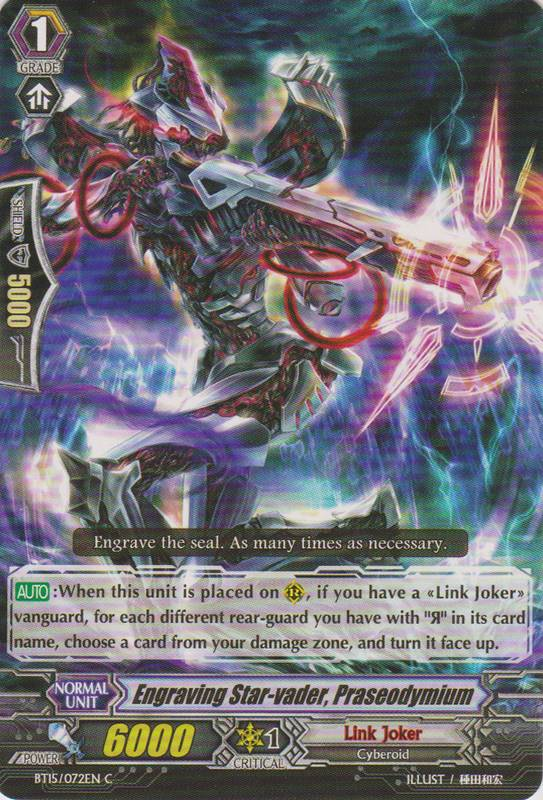 1
GRADE
SHIELD
5000
Engrave the seal. As many times as necessary.
AUTO:When this unit is placed on R, if you have a «Link Joker»
vanguard, for each different rear-guard you have with "Я" in its card
name, choose a card from your damage zone, and turn it face up.
NORMAL
UNIT
Engraving Star-vader, Praseodymium
POWER
6000
1
CRITICAL
Link Joker
Cyberoid
BT15/072EN C
ILLUST / 種田和宏